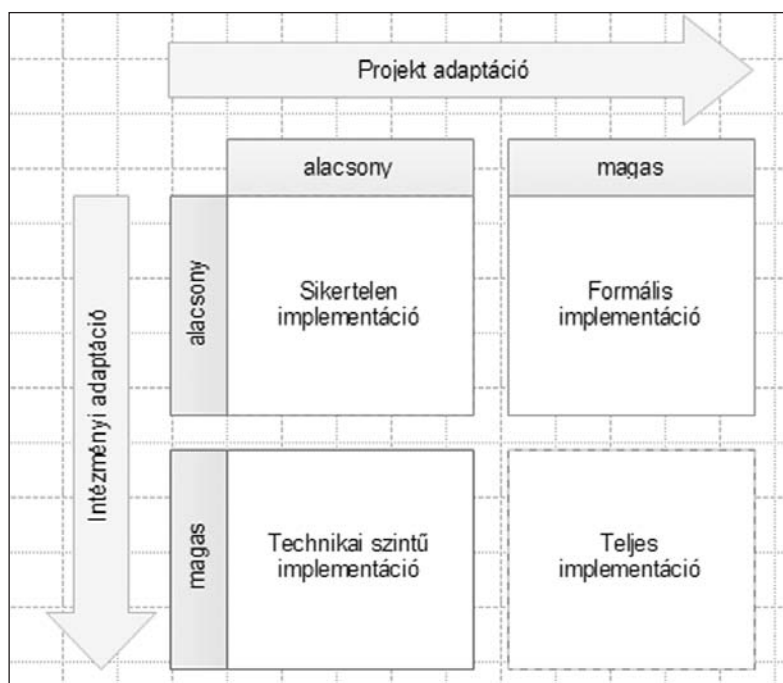 Projekt adaptáció
alacsony
magas
Intézményi adaptáció
alacsony
Sikertelen
implementáció
Formális
implementáció
magas
Technikai szintű
implementáció
Teljes
implementáció